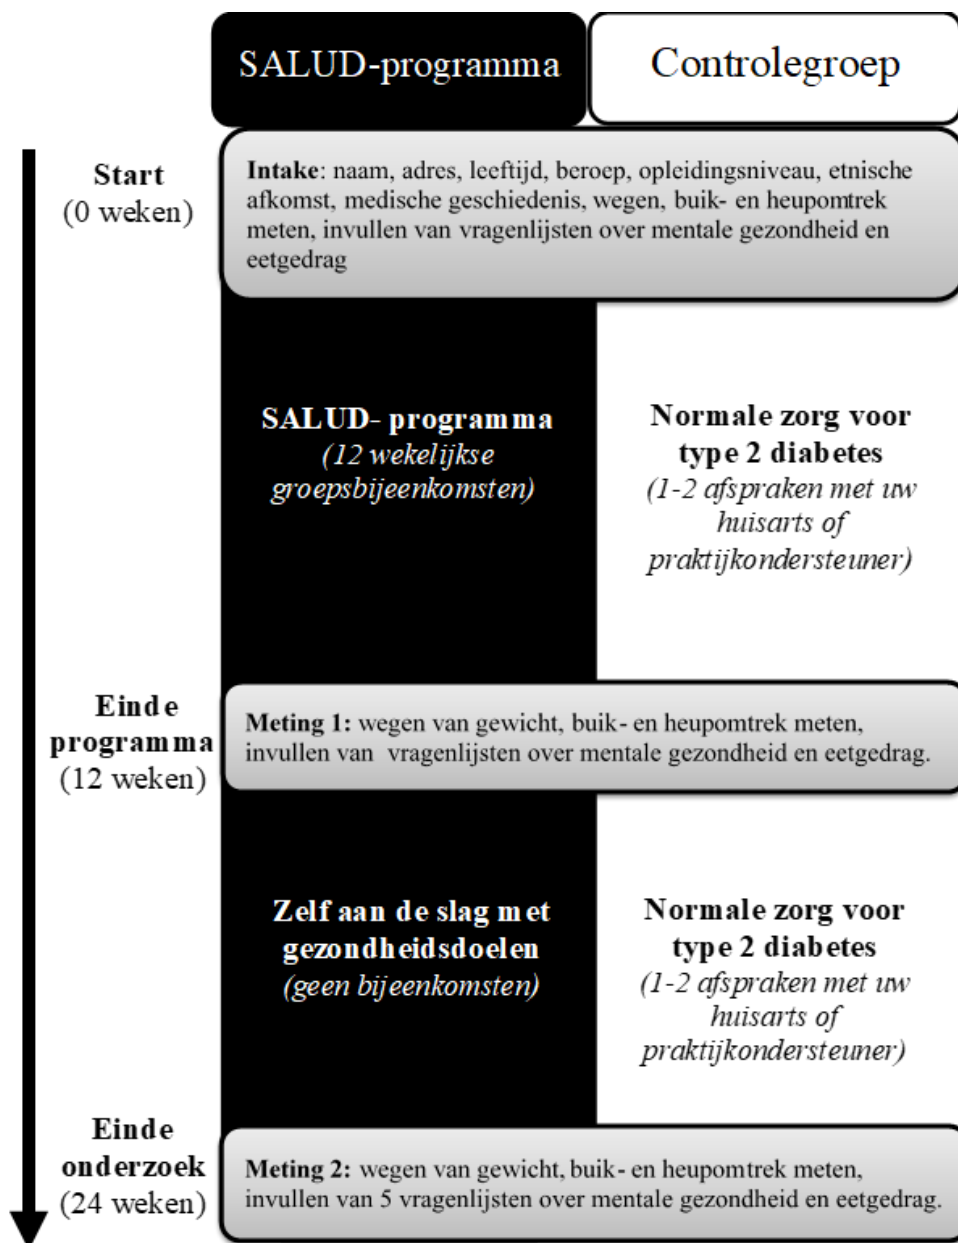 SALUD-programma
Controlegroep
Start
(0 weken)
Intake: naam, adres, leeftijd, beroep, opleidingsniveau, etnische
afkomst, medische geschiedenis, wegen, buik- en heupomtrek
meten, invullen van vragenlijsten over mentale gezondheid en
eetgedrag
SALUD- programma
(12 wekelijkse
groepsbijeenkomsten)
Normale zorg voor
type 2 diabetes
(1-2 afspraken met uw
huisarts of
praktijkondersteuner)
Einde
programma
(12 weken)
Meting 1: wegen van gewicht, buik- en heupomtrek meten,
invullen van vragenlijsten over mentale gezondheid en eetgedrag.
Zelf aan de slag met
gezondheidsdoelen
(geen bijeenkomsten)
Normale zorg voor
type 2 diabetes
(1-2 afspraken met uw
huisarts of
praktijkondersteuner)
Einde
onderzoek
(24 weken)
Meting 2: wegen van gewicht, buik- en heupomtrek meten,
invullen van 5 vragenlijsten over mentale gezondheid en eetgedrag.